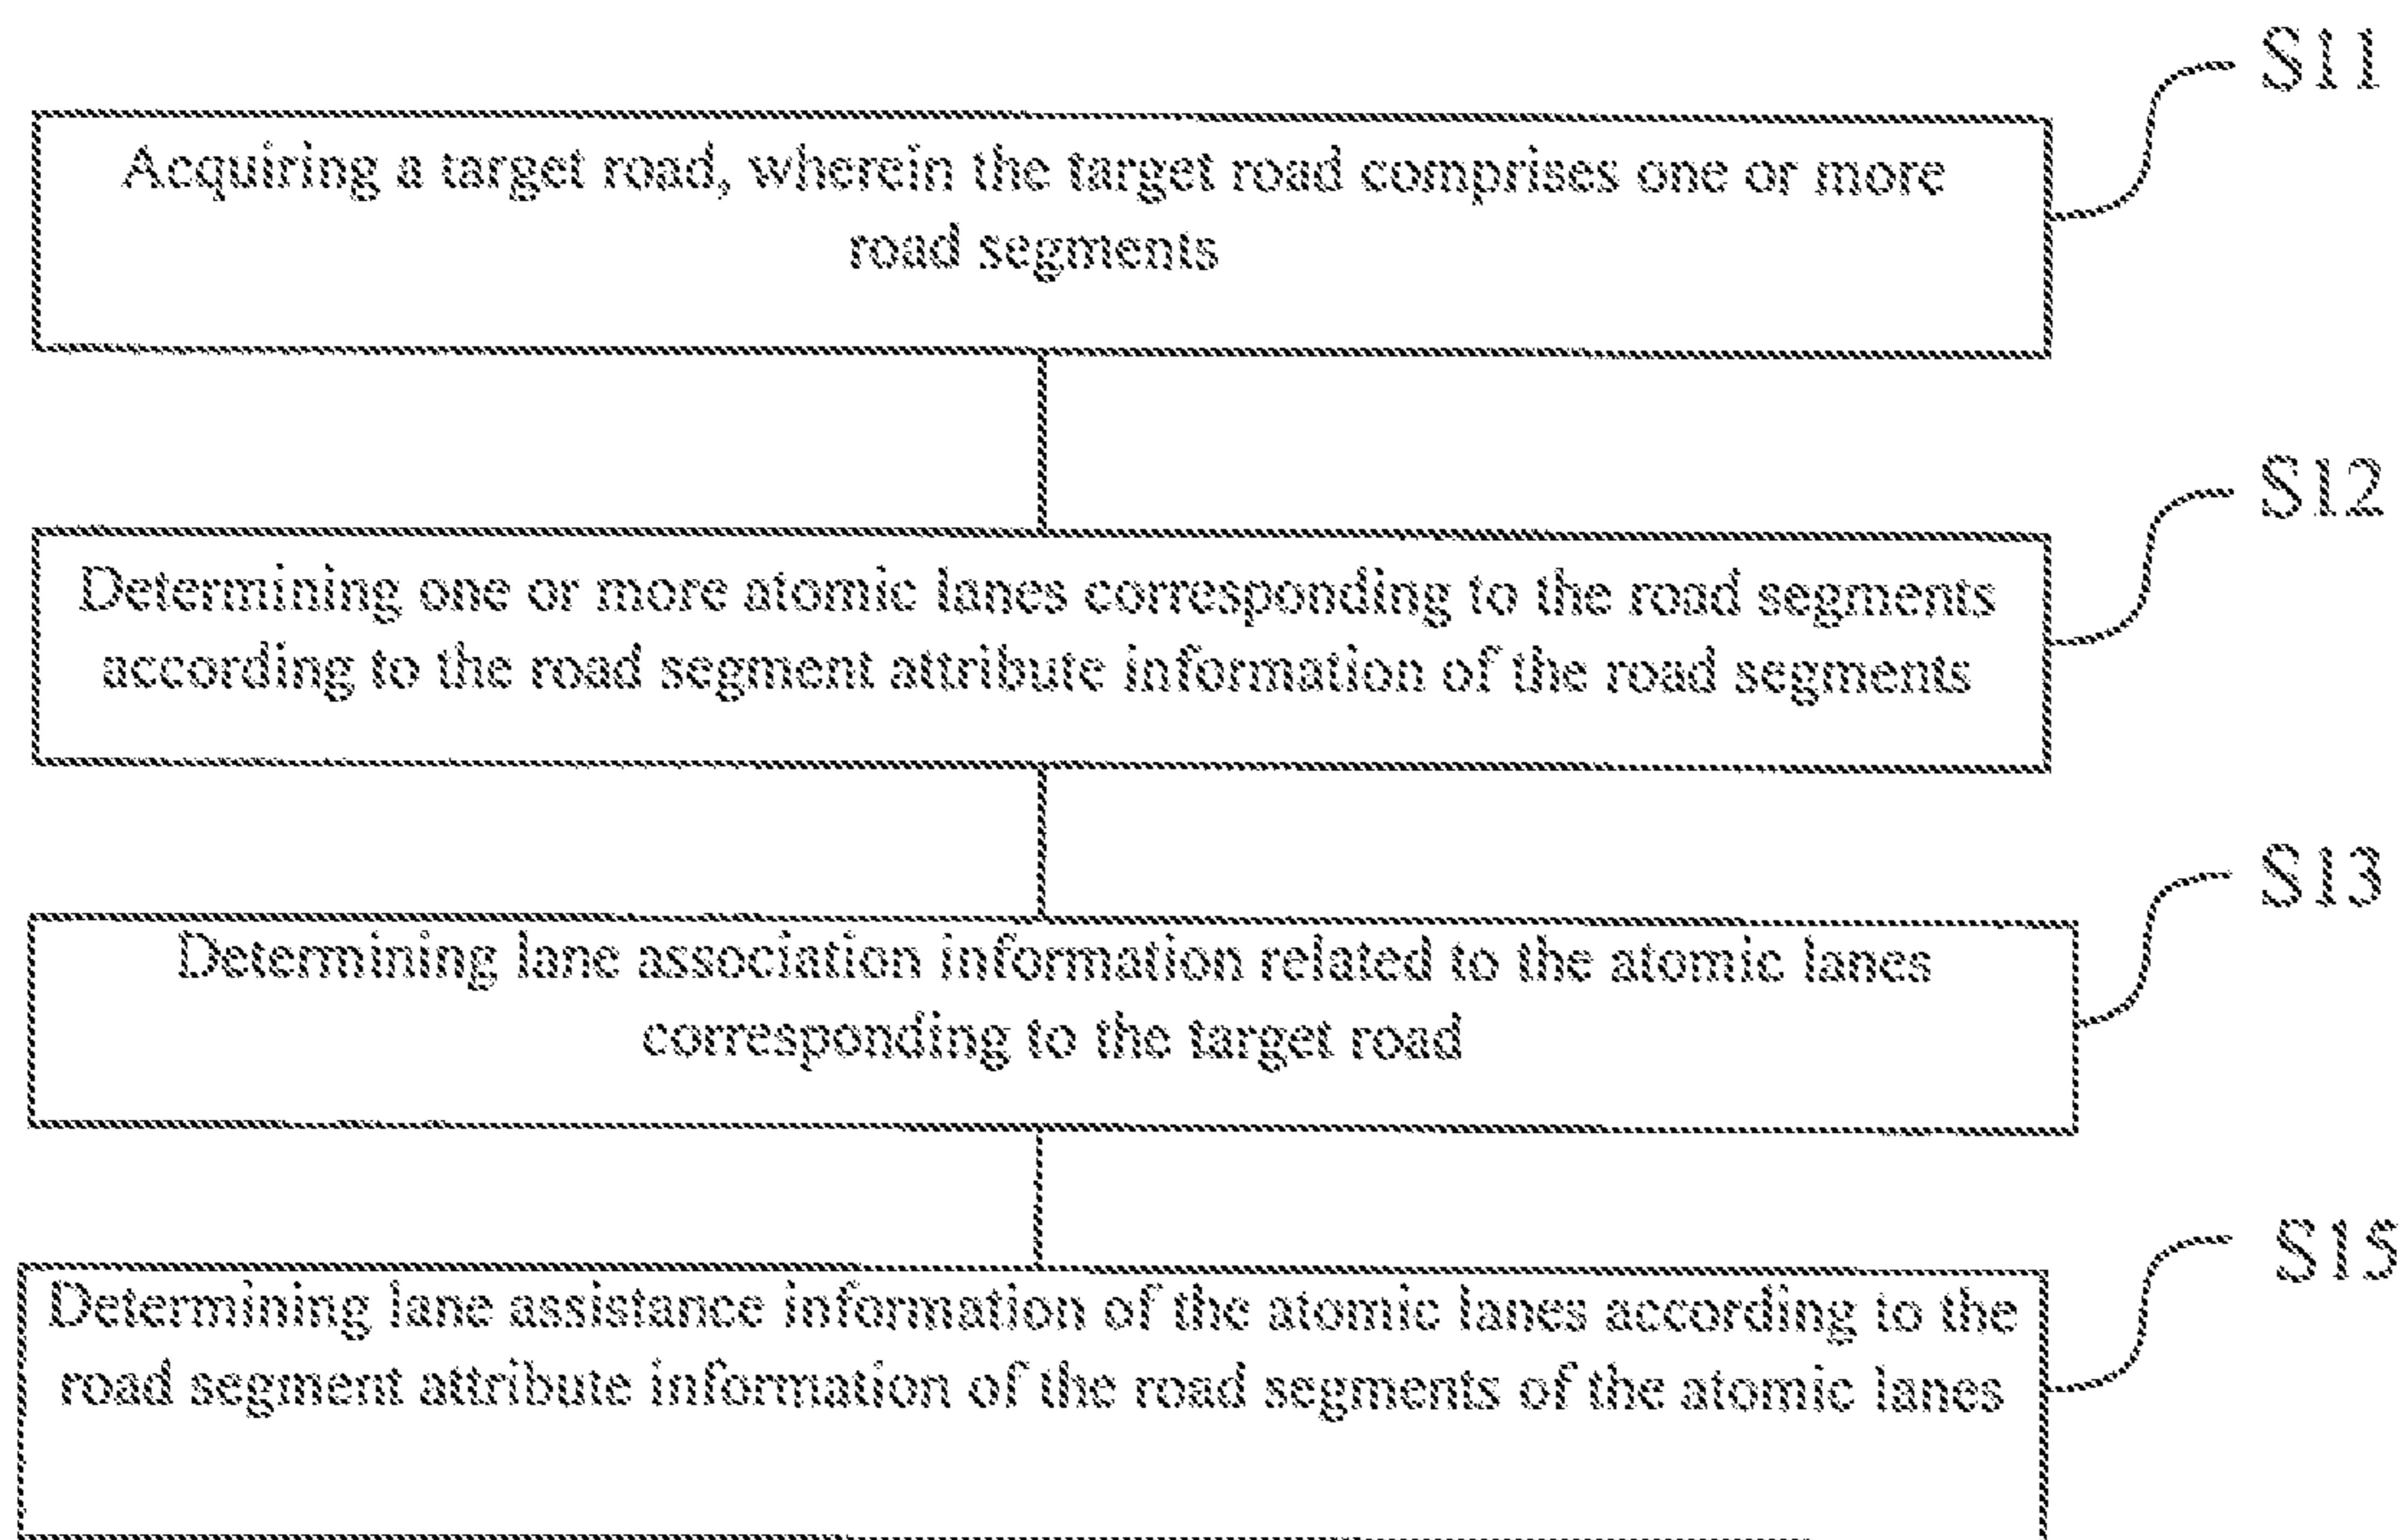 S11
Acquiring a target road, wherein the target road comprises one or more
road segments
S12
Determining one or more atomic lanes corresponding to the road segments
according to the road segment attribute information of the road segments
S13
Determining lane association information related to the atomic lanes
corresponding to the target road
S15
Determining lane assistance information of the atomic lanes according to the
road segment attribute information of the road segments of the atomic lanes